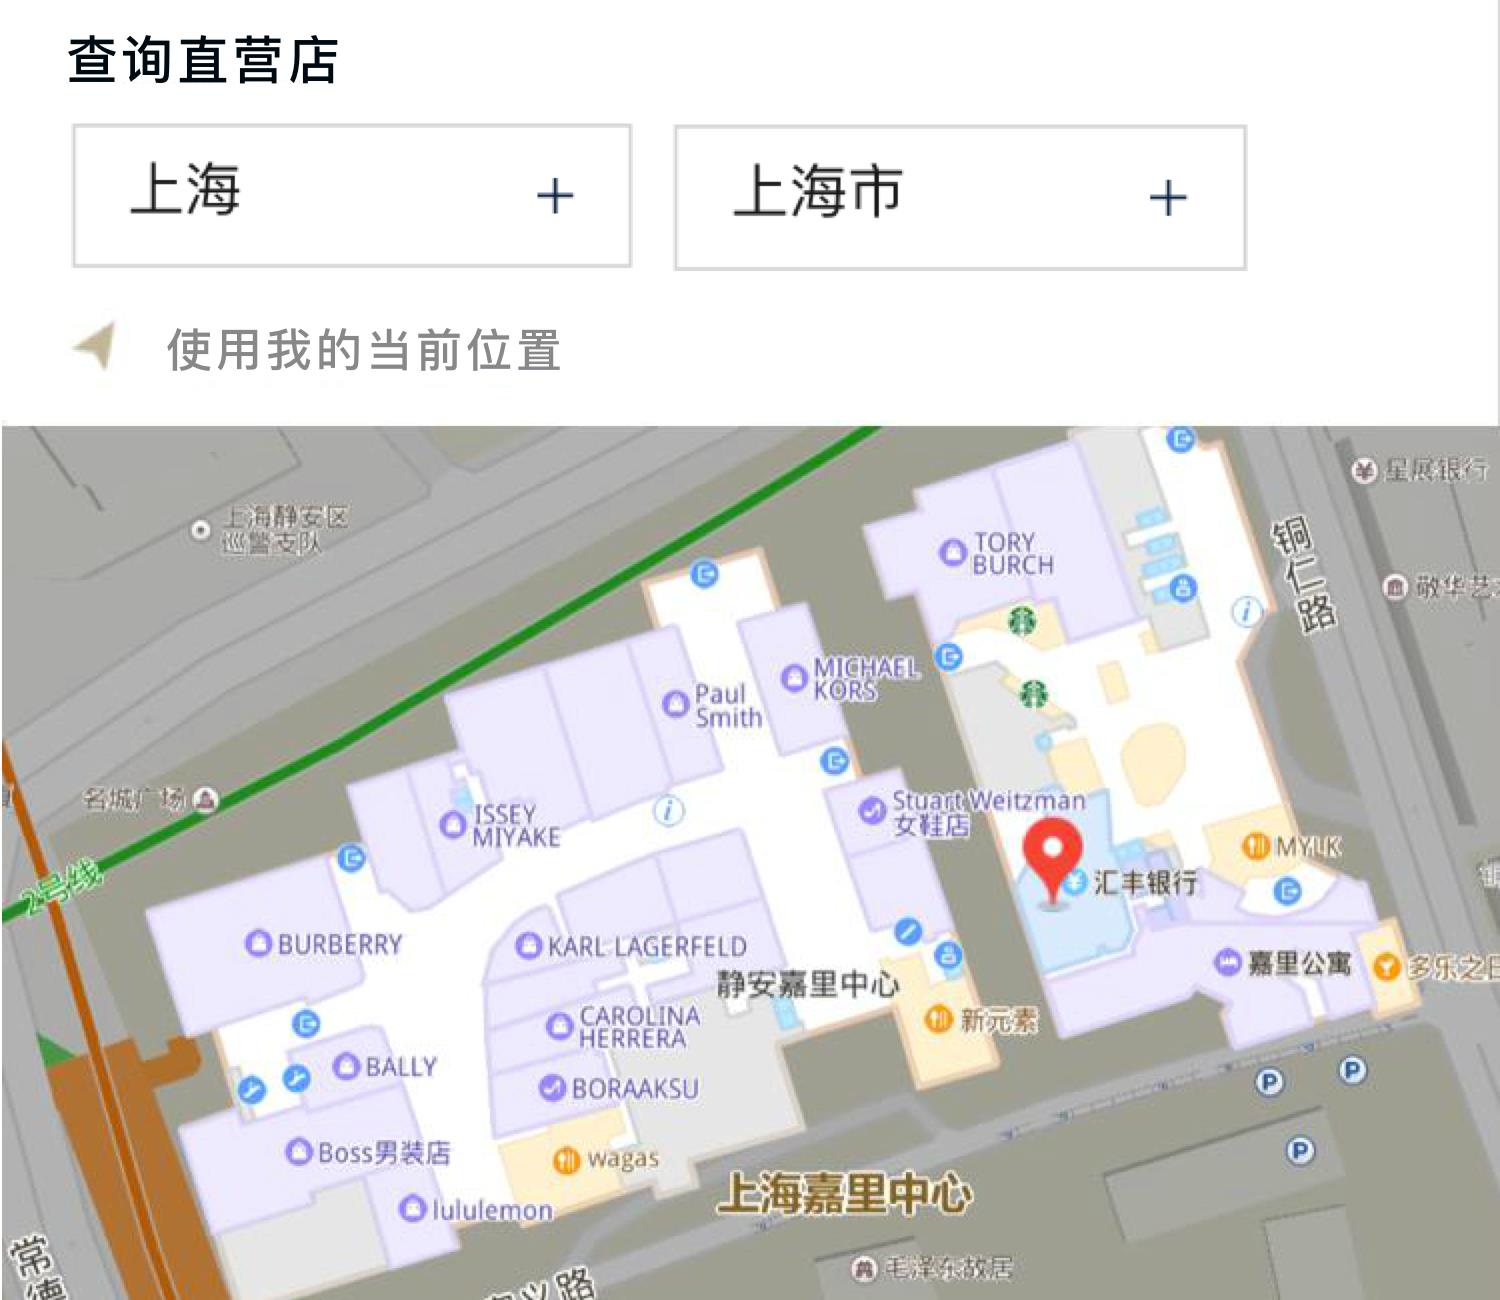 查询直营店
上海
上海市
使用我的当前位置
星展银行
上海静安区
巡警支队
铜仁路
TORY
BURCH
敬华艺
MICHAEL
KORS
Paul
Smith
名城广场
ISSEY
MIYAKE
Stuart Weitzman
女鞋店
MYLK
2号线
汇丰银行
BURBERRY
KARL LAGERFELD
静安嘉里中心
嘉里公寓
多乐之日
新元素
CAROLINA
HERRERA
BALLY
BORAAKSU
Boss男装店
wagas
上海嘉里中心
lululemon
常德
毛泽东故居
义路